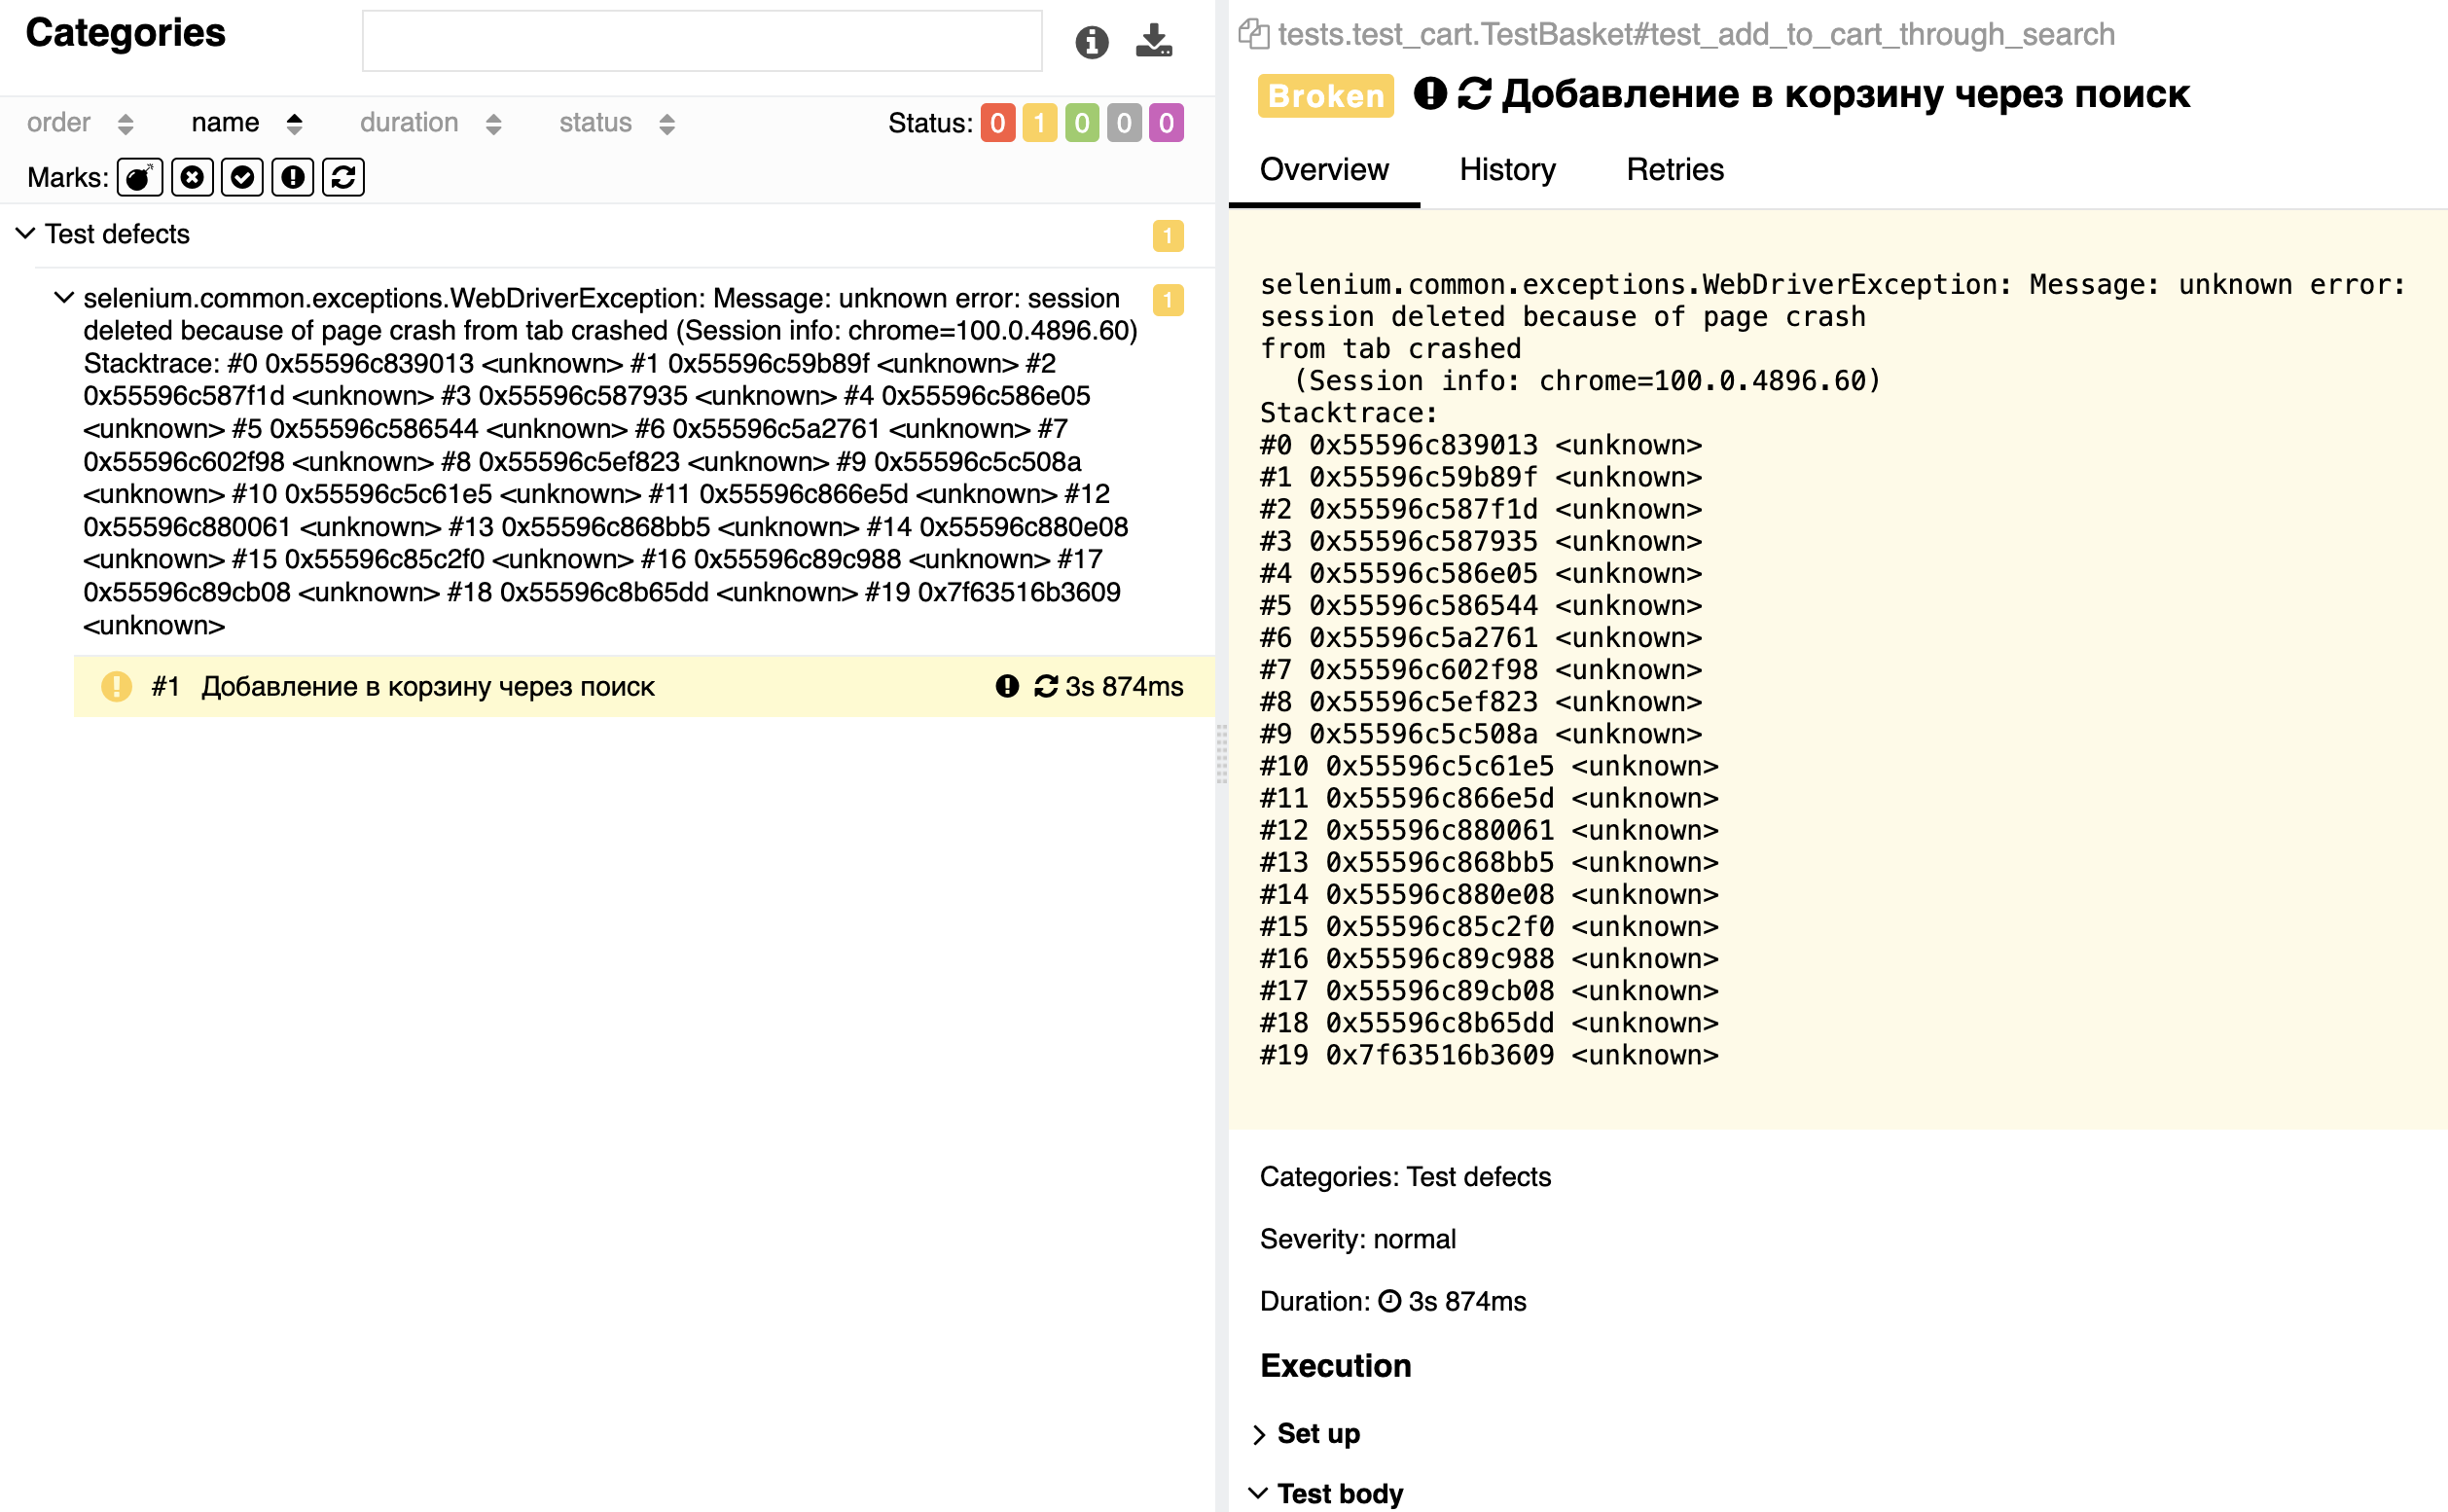 Categories
order name duration status Status: 0 1 0 0 0
Marks:
Test defects 1
selenium.common.exceptions.WebDriverException: Message: unknown error: session 1
deleted because of page crash from tab crashed (Session info: chrome=100.0.4896.60)
Stacktrace: #0 0x55596c839013 <unknown> #1 0x55596c59b89f <unknown> #2
0x55596c587f1d <unknown> #3 0x55596c587935 <unknown> #4 0x55596c586e05
<unknown> #5 0x55596c586544 <unknown> #6 0x55596c5a2761 <unknown> #7
0x55596c602f98 <unknown> #8 0x55596c5ef823 <unknown> #9 0x55596c5c508a
<unknown> #10 0x55596c5c61e5 <unknown> #11 0x55596c866e5d <unknown> #12
0x55596c880061 <unknown> #13 0x55596c868bb5 <unknown> #14 0x55596c880e08
<unknown> #15 0x55596c85c2f0 <unknown> #16 0x55596c89c988 <unknown> #17
0x55596c89cb08 <unknown> #18 0x55596c8b65dd <unknown> #19 0x7f63516b3609
<unknown>
#1 Добавление в корзину через поиск 3s 874ms
tests.test_cart.TestBasket#test_add_to_cart_through_search
Broken Добавление в корзину через поиск
Overview History Retries
selenium.common.exceptions.WebDriverException: Message: unknown error:
session deleted because of page crash
from tab crashed
(Session info: chrome=100.0.4896.60)
Stacktrace:
#0 0x55596c839013 <unknown>
#1 0x55596c59b89f <unknown>
#2 0x55596c587f1d <unknown>
#3 0x55596c587935 <unknown>
#4 0x55596c586e05 <unknown>
#5 0x55596c586544 <unknown>
#6 0x55596c5a2761 <unknown>
#7 0x55596c602f98 <unknown>
#8 0x55596c5ef823 <unknown>
#9 0x55596c5c508a <unknown>
#10 0x55596c5c61e5 <unknown>
#11 0x55596c866e5d <unknown>
#12 0x55596c880061 <unknown>
#13 0x55596c868bb5 <unknown>
#14 0x55596c880e08 <unknown>
#15 0x55596c85c2f0 <unknown>
#16 0x55596c89c988 <unknown>
#17 0x55596c89cb08 <unknown>
#18 0x55596c8b65dd <unknown>
#19 0x7f63516b3609 <unknown>
Categories: Test defects
Severity: normal
Duration: 3s 874ms
Execution
Set up
Test body